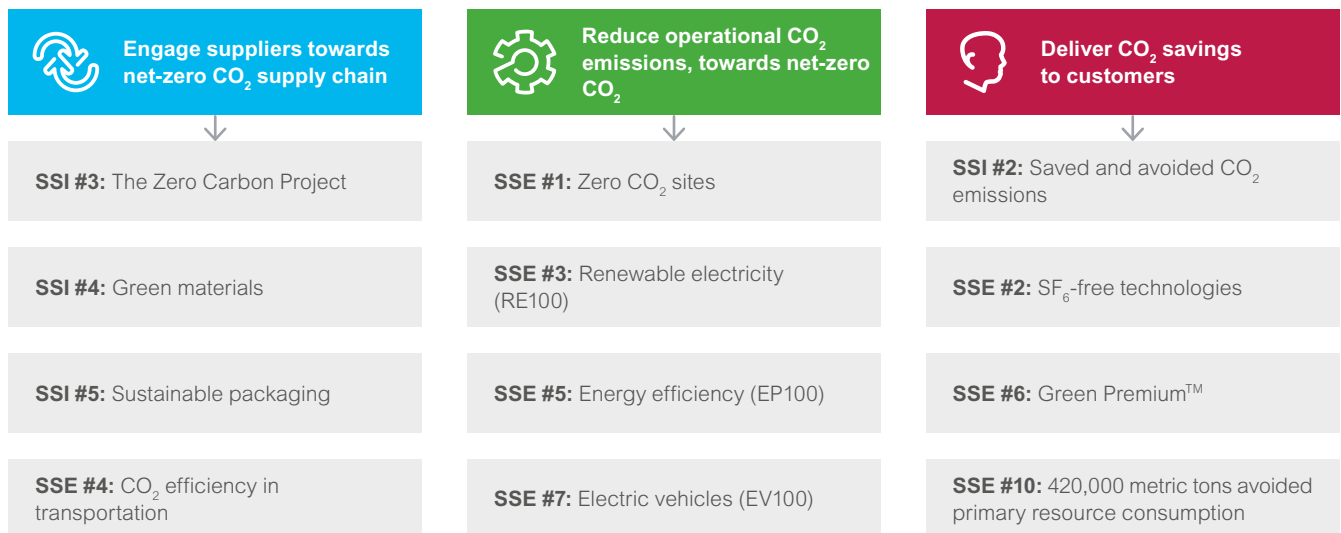 Engage suppliers towards
net-zero CO₂ supply chain
SSI #3: The Zero Carbon Project
SSI #4: Green materials
SSI #5: Sustainable packaging
SSE #4: CO₂ efficiency in
transportation
Reduce operational CO₂
emissions, towards net-zero
CO₂
SSE #1: Zero CO₂ sites
SSE #3: Renewable electricity
(RE100)
SSE #5: Energy efficiency (EP100)
SSE #7: Electric vehicles (EV100)
Deliver CO₂ savings
to customers
SSI #2: Saved and avoided CO₂
emissions
SSE #2: SF₆-free technologies
SSE #6: Green Premium™
SSE #10: 420,000 metric tons avoided
primary resource consumption